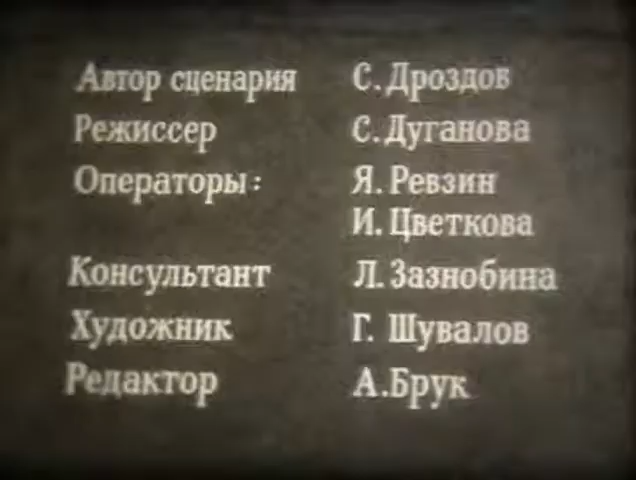 Автор сценария С. Дроздов
Режиссер С. Дуганова
Операторы: Я. Ревзин
И. Цветкова
Консультант Л. Зазнобина
Художник Г. Шувалов
Редактор А. Брук